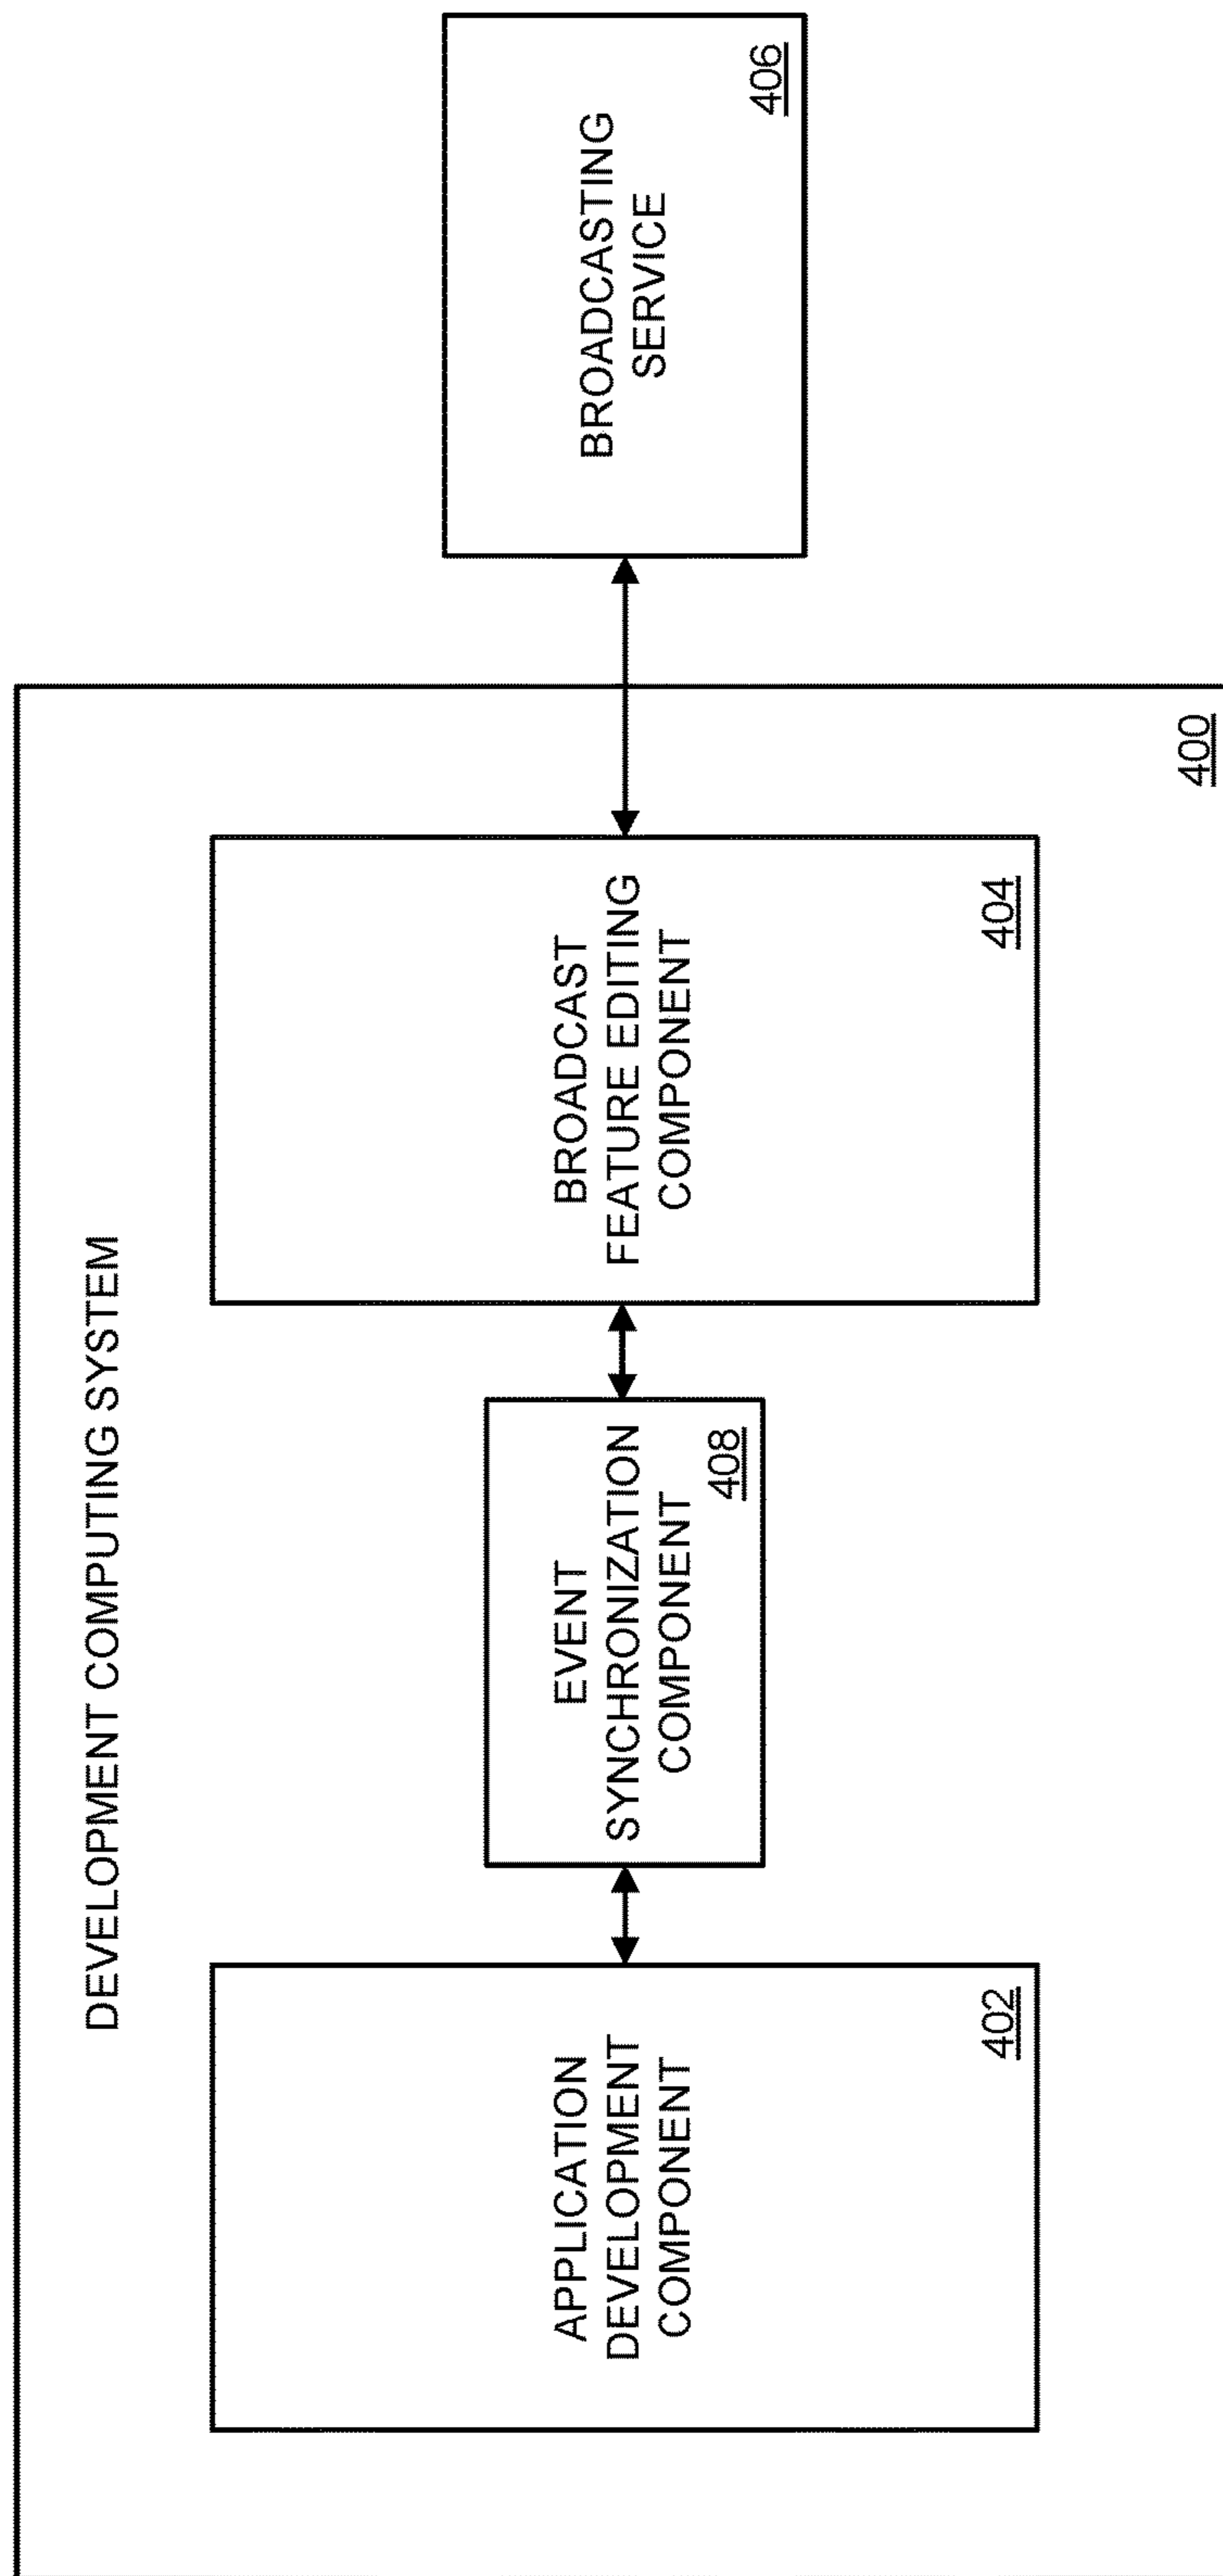 DEVELOPMENT COMPUTING SYSTEM
APPLICATION
DEVELOPMENT
COMPONENT
402
EVENT
SYNCHRONIZATION
COMPONENT
408
BROADCAST
FEATURE EDITING
COMPONENT
404
400
BROADCASTING
SERVICE
406